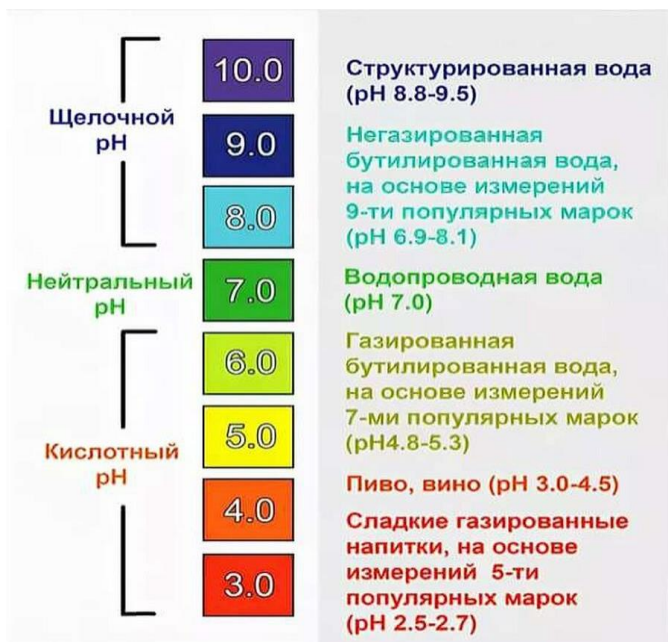 Щелочной
pH
Нейтральный
pH
Кислотный
pH
10.0
9.0
8.0
7.0
6.0
5.0
4.0
3.0
Структурированная вода
(pH 8.8-9.5)
Негазированная
бутилированная вода,
на основе измерений
9-ти популярных марок
(pH 6.9-8.1)
Водопроводная вода
(pH 7.0)
Газированная
бутилированная вода,
на основе измерений
7-ми популярных марок
(pH4.8-5.3)
Пиво, вино (pH 3.0-4.5)
Сладкие газированные
напитки, на основе
измерений 5-ти
популярных марок
(pH 2.5-2.7)